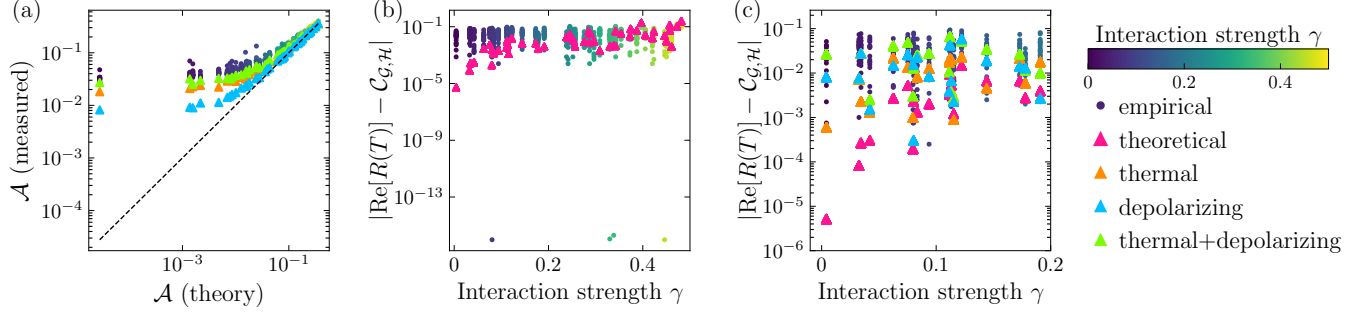 (a)
𝒜 (measured)
10⁻¹
10⁻²
10⁻³
10⁻⁴
10⁻³
10⁻¹
𝒜 (theory)
(b)
|Re[R(T)] − 𝒞_{𝒢,ℋ}|
10⁻¹
10⁻⁵
10⁻⁹
10⁻¹³
0
0.2
0.4
Interaction strength γ
(c)
|Re[R(T)] − 𝒞_{𝒢,ℋ}|
10⁻¹
10⁻²
10⁻³
10⁻⁴
10⁻⁵
10⁻⁶
0
0.1
0.2
Interaction strength γ
Interaction strength γ
0
0.2
0.4
empirical
theoretical
thermal
depolarizing
thermal+depolarizing